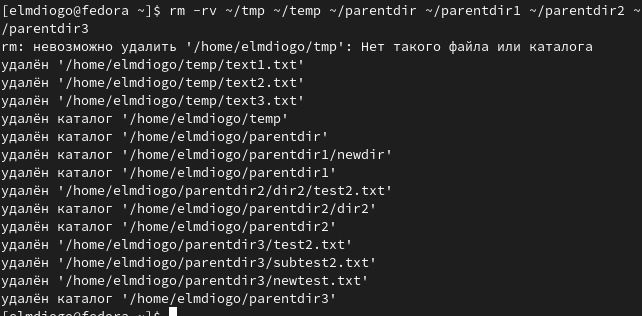 [elmdiogo@fedora ~]$ rm -rv ~/tmp ~/temp ~/parentdir ~/parentdir1 ~/parentdir2 ~
/parentdir3
rm: невозможно удалить '/home/elmdiogo/tmp': Нет такого файла или каталога
удалён '/home/elmdiogo/temp/text1.txt'
удалён '/home/elmdiogo/temp/text2.txt'
удалён '/home/elmdiogo/temp/text3.txt'
удалён каталог '/home/elmdiogo/temp'
удалён каталог '/home/elmdiogo/parentdir'
удалён каталог '/home/elmdiogo/parentdir1/newdir'
удалён каталог '/home/elmdiogo/parentdir1'
удалён '/home/elmdiogo/parentdir2/dir2/test2.txt'
удалён каталог '/home/elmdiogo/parentdir2/dir2'
удалён каталог '/home/elmdiogo/parentdir2'
удалён '/home/elmdiogo/parentdir3/test2.txt'
удалён '/home/elmdiogo/parentdir3/subtest2.txt'
удалён '/home/elmdiogo/parentdir3/newtest.txt'
удалён каталог '/home/elmdiogo/parentdir3'
[elmdiogo@fedora ~]$